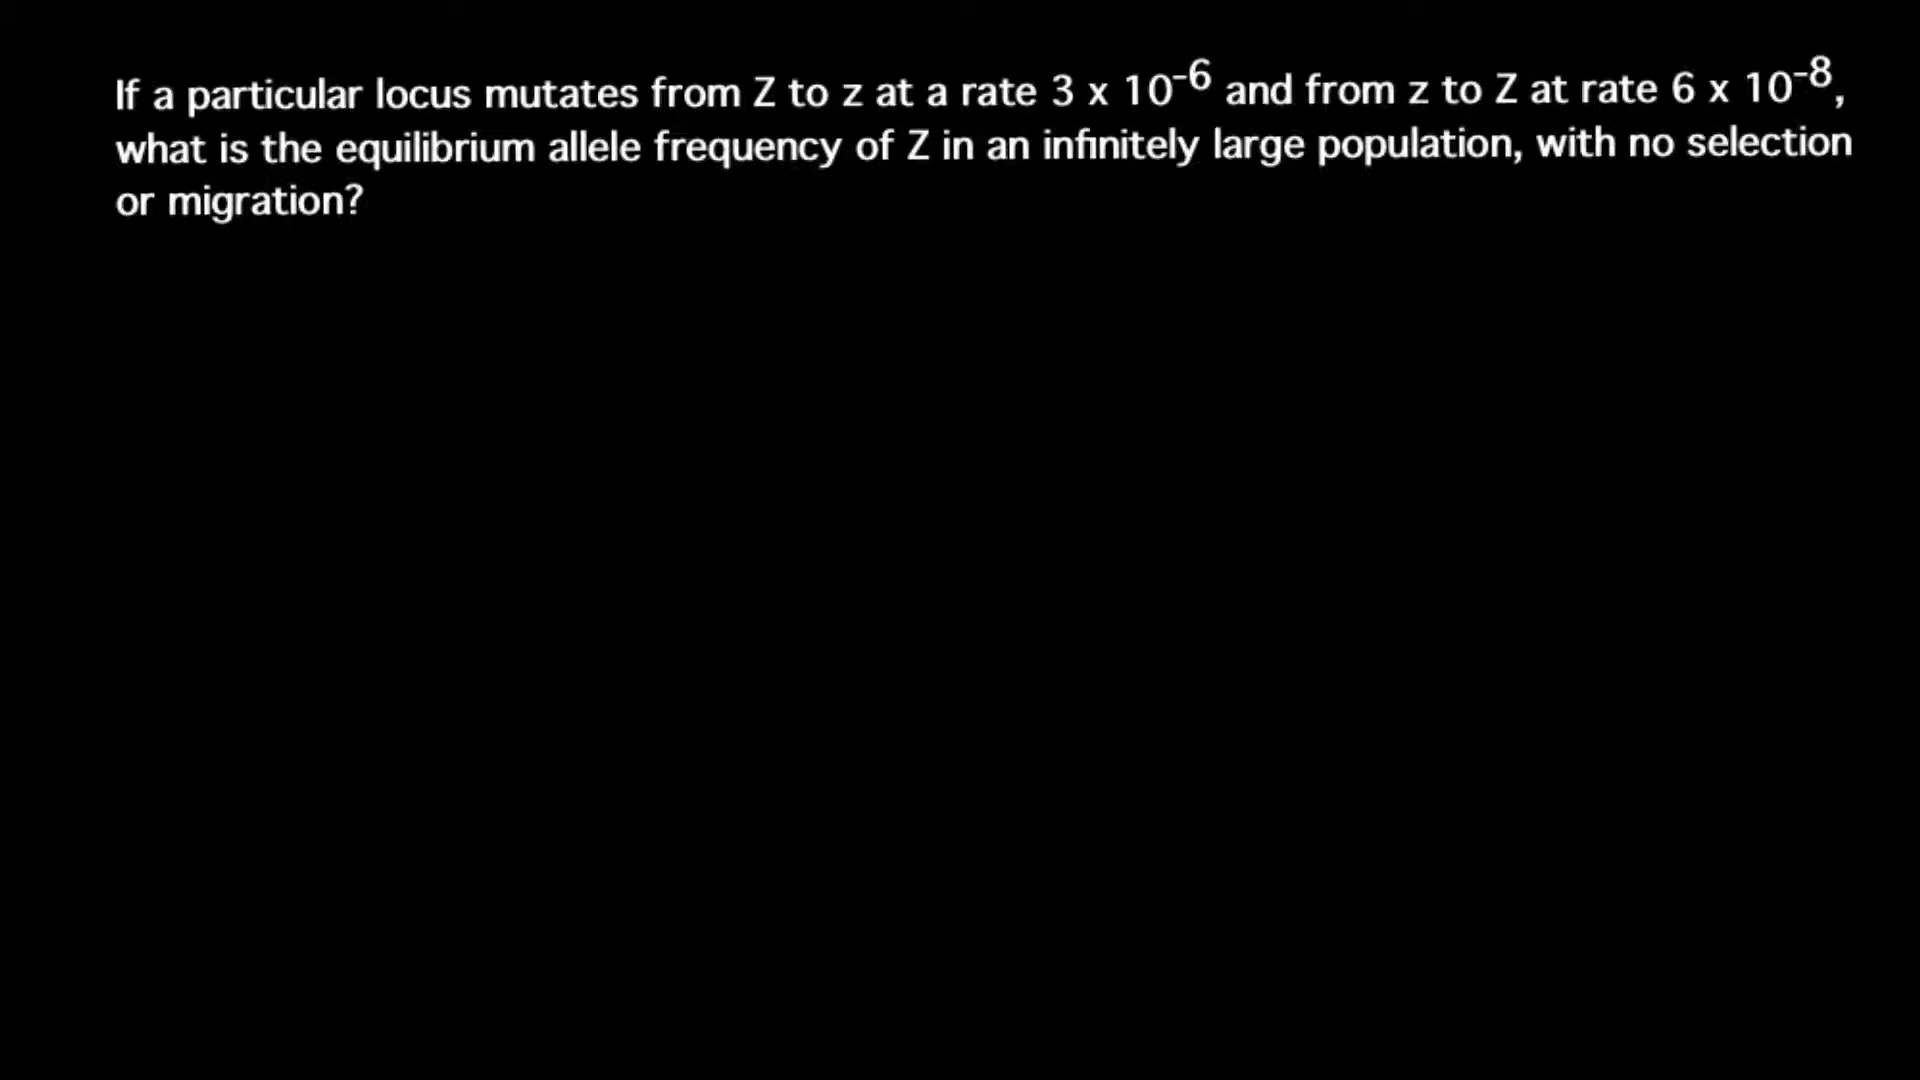 If a particular locus mutates from Z to z at a rate 3 x 10⁻⁶ and from z to Z at rate 6 x 10⁻⁸,
what is the equilibrium allele frequency of Z in an infinitely large population, with no selection
or migration?